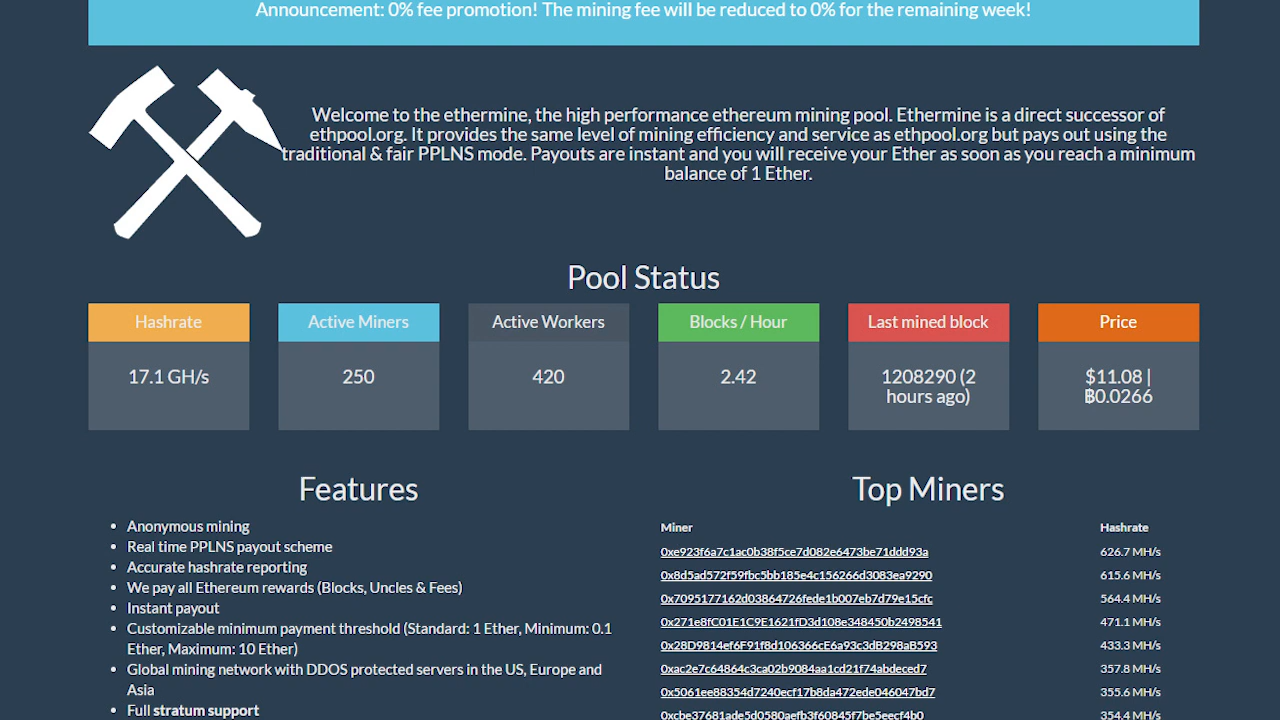 Announcement: 0% fee promotion! The mining fee will be reduced to 0% for the remaining week!
Welcome to the ethermine, the high performance ethereum mining pool. Ethermine is a direct successor of
ethpool.org. It provides the same level of mining efficiency and service as ethpool.org but pays out using the
traditional & fair PPLNS mode. Payouts are instant and you will receive your Ether as soon as you reach a minimum
balance of 1 Ether.
Pool Status
Hashrate
17.1 GH/s
Active Miners
250
Active Workers
420
Blocks / Hour
2.42
Last mined block
1208290 (2
hours ago)
Price
$11.08 |
฿0.0266
Features
Anonymous mining
Real time PPLNS payout scheme
Accurate hashrate reporting
We pay all Ethereum rewards (Blocks, Uncles & Fees)
Instant payout
Customizable minimum payment threshold (Standard: 1 Ether, Minimum: 0.1
Ether, Maximum: 10 Ether)
Global mining network with DDOS protected servers in the US, Europe and
Asia
Full stratum support
Top Miners
Miner Hashrate
0xe923f6a7c1ac0b38f5ce7d082e6473be71ddd93a 626.7 MH/s
0x8d5ad572f59fbc5bb185e4c156266d3083ea9290 615.6 MH/s
0x7095177162d03864726fede1b007eb7d79e15cfc 564.4 MH/s
0x271e8fC01E1C9E1621fD3d108e348450b2498541 471.1 MH/s
0x28D9814ef6F91f8d106366cE6a93c3dB298aB593 433.3 MH/s
0xac2e7c64864c3ca02b9084aa1cd21f74abdeced7 357.8 MH/s
0x5061ee88354d7240ecf17b8da472ede046047bd7 355.6 MH/s
0xcbe37681ade5d0580aefb3f60845f7be5eecf4b0 354.4 MH/s